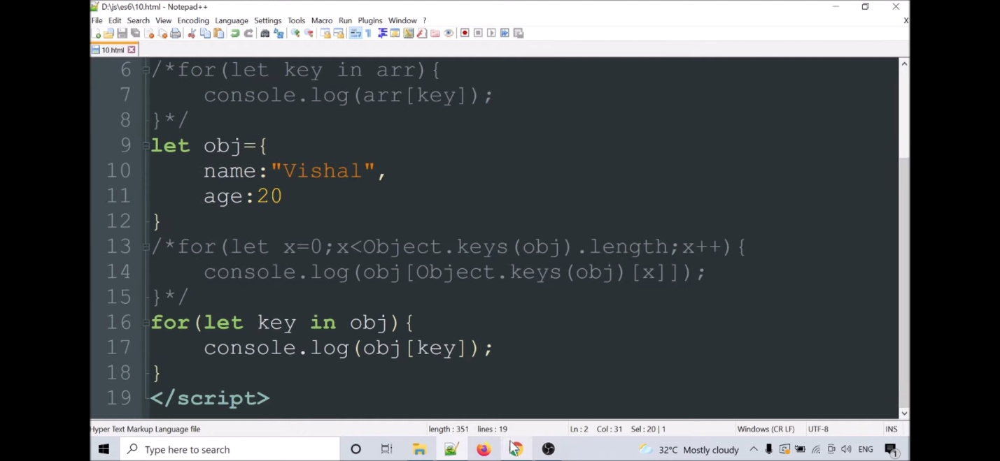 D:\js\es6\10.html - Notepad++
File Edit Search View Encoding Language Settings Tools Macro Run Plugins Window ? X
10.html
6 /*for(let key in arr){
7 console.log(arr[key]);
8 }*/
9 let obj={
10 name:"Vishal",
11 age:20
12 }
13 /*for(let x=0;x<Object.keys(obj).length;x++){
14 console.log(obj[Object.keys(obj)[x]]);
15 }*/
16 for(let key in obj){
17 console.log(obj[key]);
18 }
19 </script>
Hyper Text Markup Language file length : 351 lines : 19 Ln : 2 Col : 31 Sel : 20 | 1 Windows (CR LF) UTF-8 INS
Type here to search 32°C Mostly cloudy ENG 1